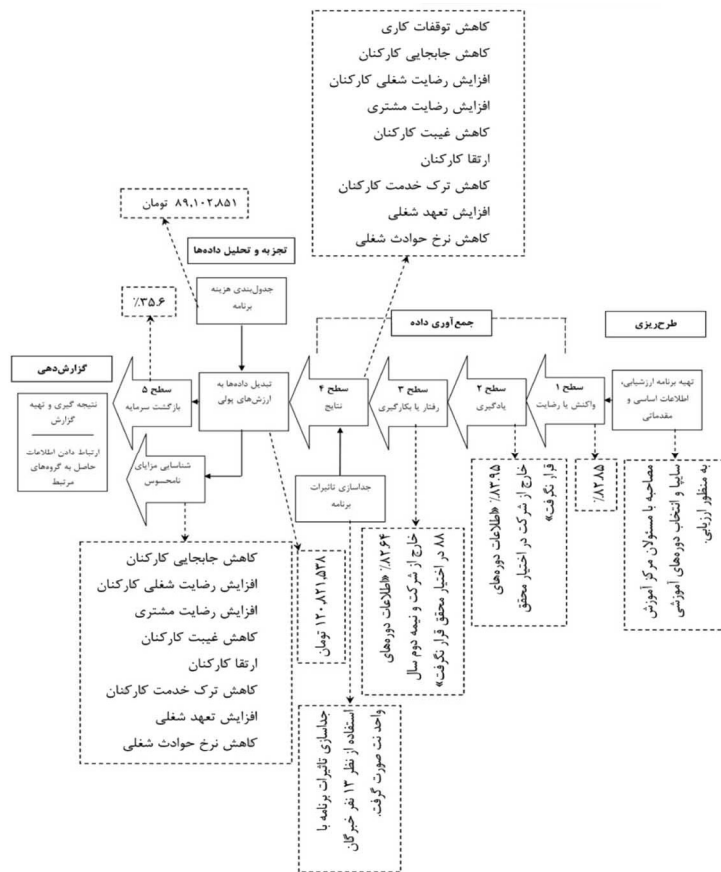 کاهش توقفات کاری
کاهش جابجایی کارکنان
افزایش رضایت شغلی کارکنان
افزایش رضایت مشتری
کاهش غیبت کارکنان
ارتقا کارکنان
کاهش ترک خدمت کارکنان
افزایش تعهد شغلی
کاهش نرخ حوادث شغلی
۸۹،۱۰۲،۸۵۱ تومان
تجزیه و تحلیل داده‌ها
جدول‌بندی هزینه
برنامه
٪۳۵.۶
طرح‌ریزی
جمع‌آوری داده
گزارش‌دهی
تهیه برنامه ارزشیابی،
اطلاعات اساسی و
مقدماتی
سطح ۱
واکنش یا رضایت
سطح ۲
یادگیری
سطح ۳
رفتار یا بکارگیری
سطح ۴
نتایج
تبدیل داده‌ها به
ارزش‌های پولی
سطح ۵
بازگشت سرمایه
نتیجه گیری و تهیه
گزارش
ارتباط دادن اطلاعات
حاصل به گروه‌های
مرتبط
شناسایی مزایای
نامحسوس
جداسازی تاثیرات
برنامه
مصاحبه با مسئولان مرکز آموزش
سایپا و انتخاب دوره‌های آموزشی
به منظور ارزیابی.
٪۸۲.۸۵
٪۸۳.۹۵ «اطلاعات دوره‌های
خارج از شرکت در اختیار محقق
قرار نگرفت»
٪۸۲.۶۴ «اطلاعات دوره‌های
خارج از شرکت و نیمه دوم سال
۸۸ در اختیار محقق قرار نگرفت»
جداسازی تاثیرات برنامه با
استفاده از نظر ۱۳ نفر خبرگان
واحد نت صورت گرفت.
۱۲۰،۸۲۱،۵۳۸ تومان
کاهش جابجایی کارکنان
افزایش رضایت شغلی کارکنان
افزایش رضایت مشتری
کاهش غیبت کارکنان
ارتقا کارکنان
کاهش ترک خدمت کارکنان
افزایش تعهد شغلی
کاهش نرخ حوادث شغلی